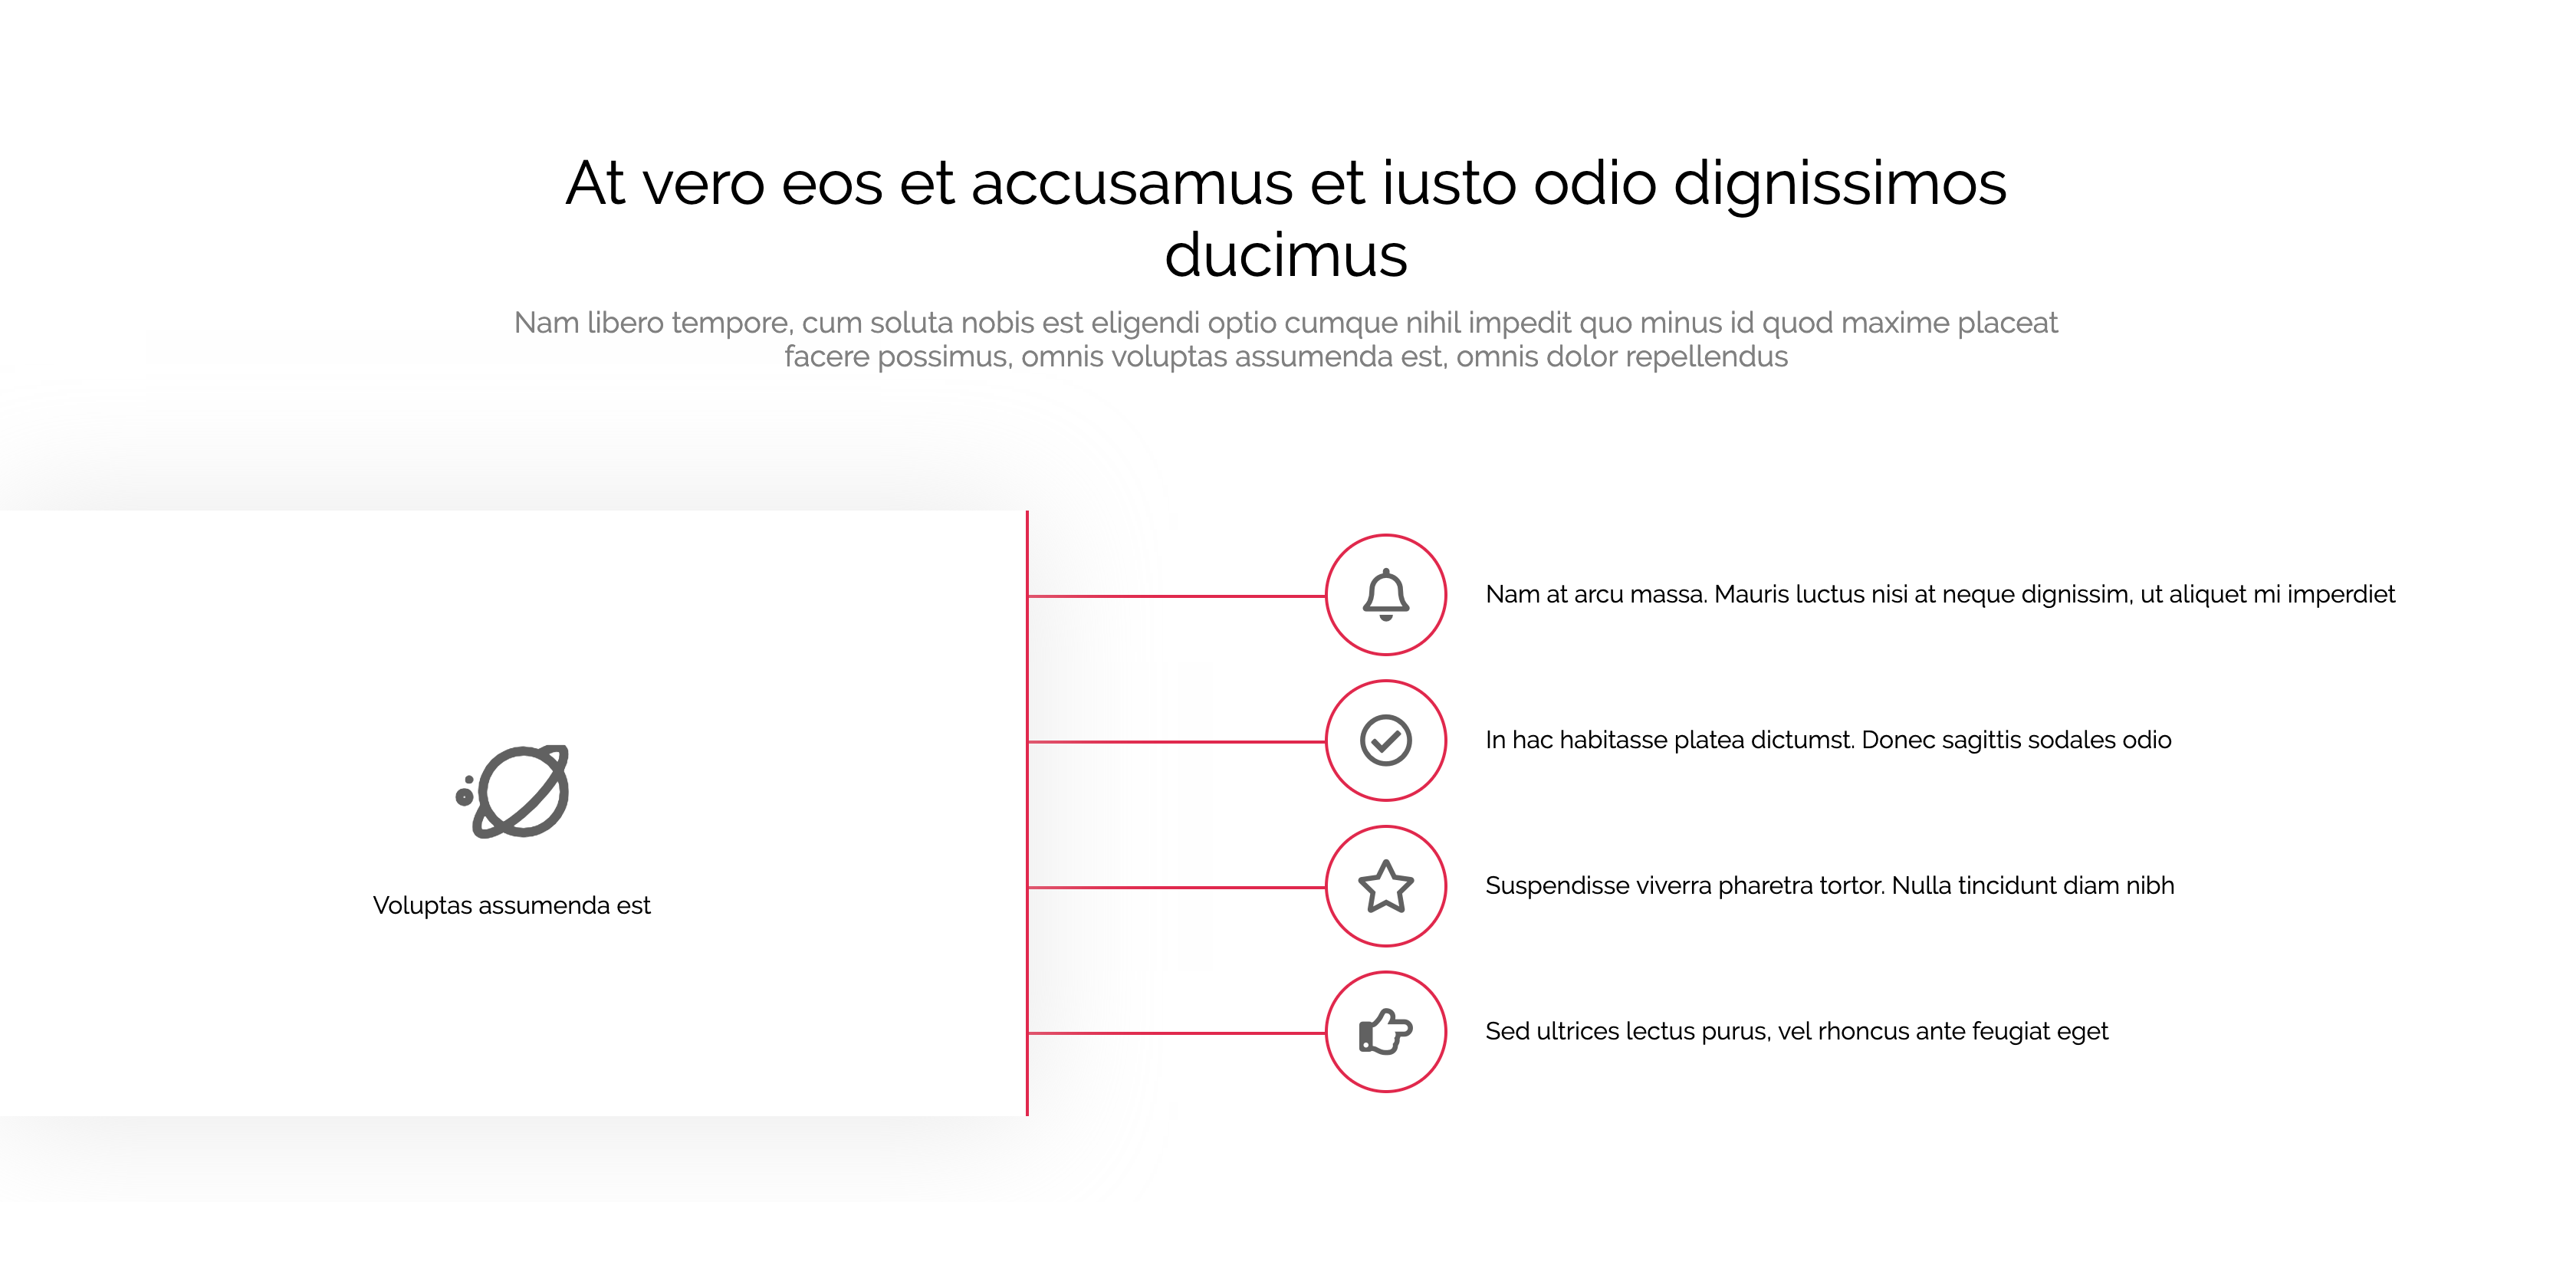 At vero eos et accusamus et iusto odio dignissimos
ducimus
Nam libero tempore, cum soluta nobis est eligendi optio cumque nihil impedit quo minus id quod maxime placeat
facere possimus, omnis voluptas assumenda est, omnis dolor repellendus
Voluptas assumenda est
Nam at arcu massa. Mauris luctus nisi at neque dignissim, ut aliquet mi imperdiet
In hac habitasse platea dictumst. Donec sagittis sodales odio
Suspendisse viverra pharetra tortor. Nulla tincidunt diam nibh
Sed ultrices lectus purus, vel rhoncus ante feugiat eget